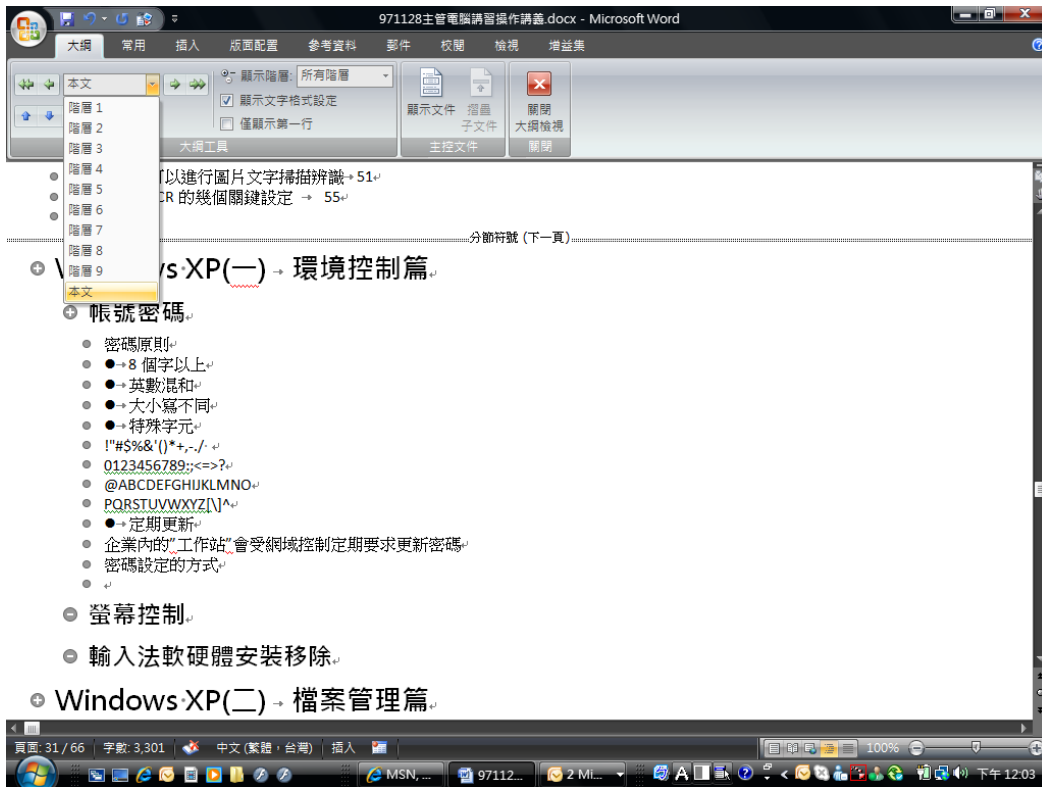 971128主管電腦講習操作講義.docx - Microsoft Word
大綱 常用 插入 版面配置 參考資料 郵件 校閱 檢視 增益集
本文
顯示階層: 所有階層
顯示文字格式設定
僅顯示第一行
大綱工具
顯示文件
摺疊
子文件
主控文件
關閉
大綱檢視
關閉
階層 1
階層 2
階層 3
階層 4
階層 5
階層 6
階層 7
階層 8
階層 9
本文
可以進行圖片文字掃描辨識→51
CR 的幾個關鍵設定 → 55
分節符號 (下一頁)
s·XP(一)→ 環境控制篇
帳號密碼
密碼原則
●→8 個字以上
●→英數混和
●→大小寫不同
●→特殊字元
!"#$%&'()*+,-./·
0123456789:;<=>?
@ABCDEFGHIJKLMNO
PQRSTUVWXYZ[\]^
●→定期更新
企業內的"工作站"會受網域控制定期要求更新密碼
密碼設定的方式
螢幕控制
輸入法軟硬體安裝移除
Windows·XP(二)→ 檔案管理篇
頁面: 31 / 66 字數: 3,301 中文 (繁體，台灣) 插入 100%
MSN, ... 97112... 2 Mi... A 下午 12:03